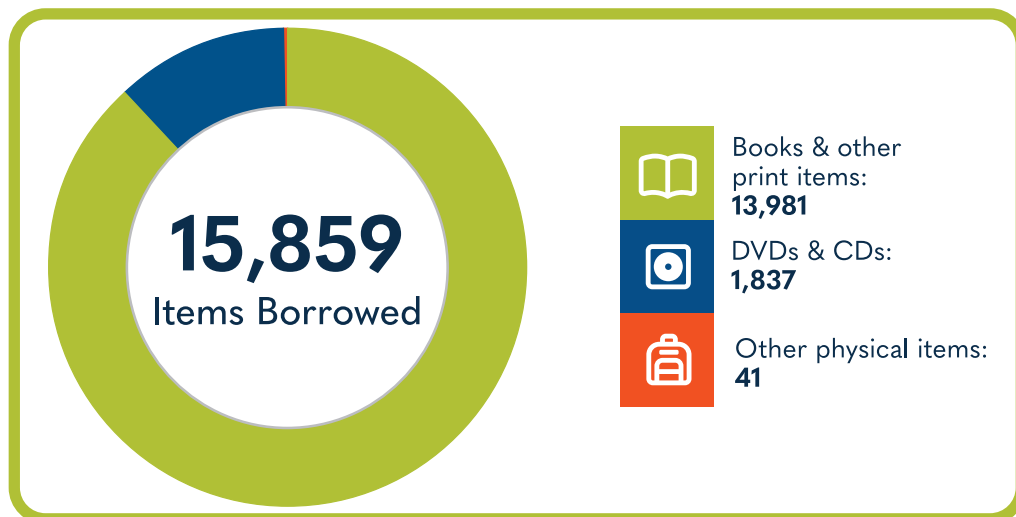 15,859
Items Borrowed
Books & other
print items:
13,981
DVDs & CDs:
1,837
Other physical items:
41